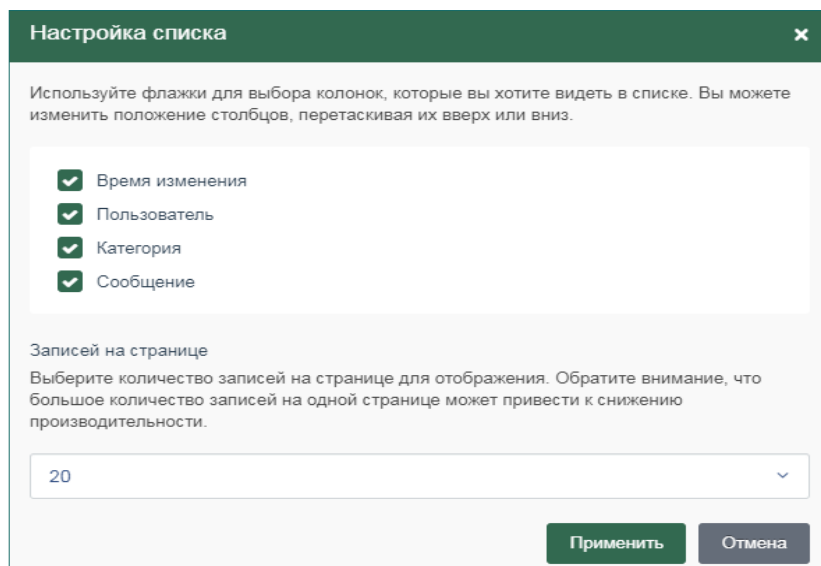 Настройка списка
Используйте флажки для выбора колонок, которые вы хотите видеть в списке. Вы можете
изменить положение столбцов, перетаскивая их вверх или вниз.
Время изменения
Пользователь
Категория
Сообщение
Записей на странице
Выберите количество записей на странице для отображения. Обратите внимание, что
большое количество записей на одной странице может привести к снижению
производительности.
20
Применить
Отмена